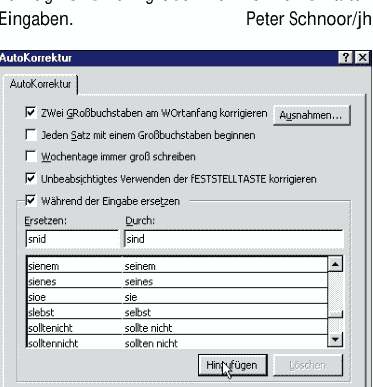 Eingaben. Peter Schnoor/jh
AutoKorrektur
AutoKorrektur
ZWei GRoßbuchstaben am WOrtanfang korrigieren
Ausnahmen...
Jeden Satz mit einem Großbuchstaben beginnen
Wochentage immer groß schreiben
Unbeabsichtigtes Verwenden der fESTSTELLTASTE korrigieren
Während der Eingabe ersetzen
Ersetzen: Durch:
snid sind
sienem seinem
sienes seines
sioe sie
slebst selbst
solltenicht sollte nicht
solltennicht sollten nicht
Hinzufügen Löschen